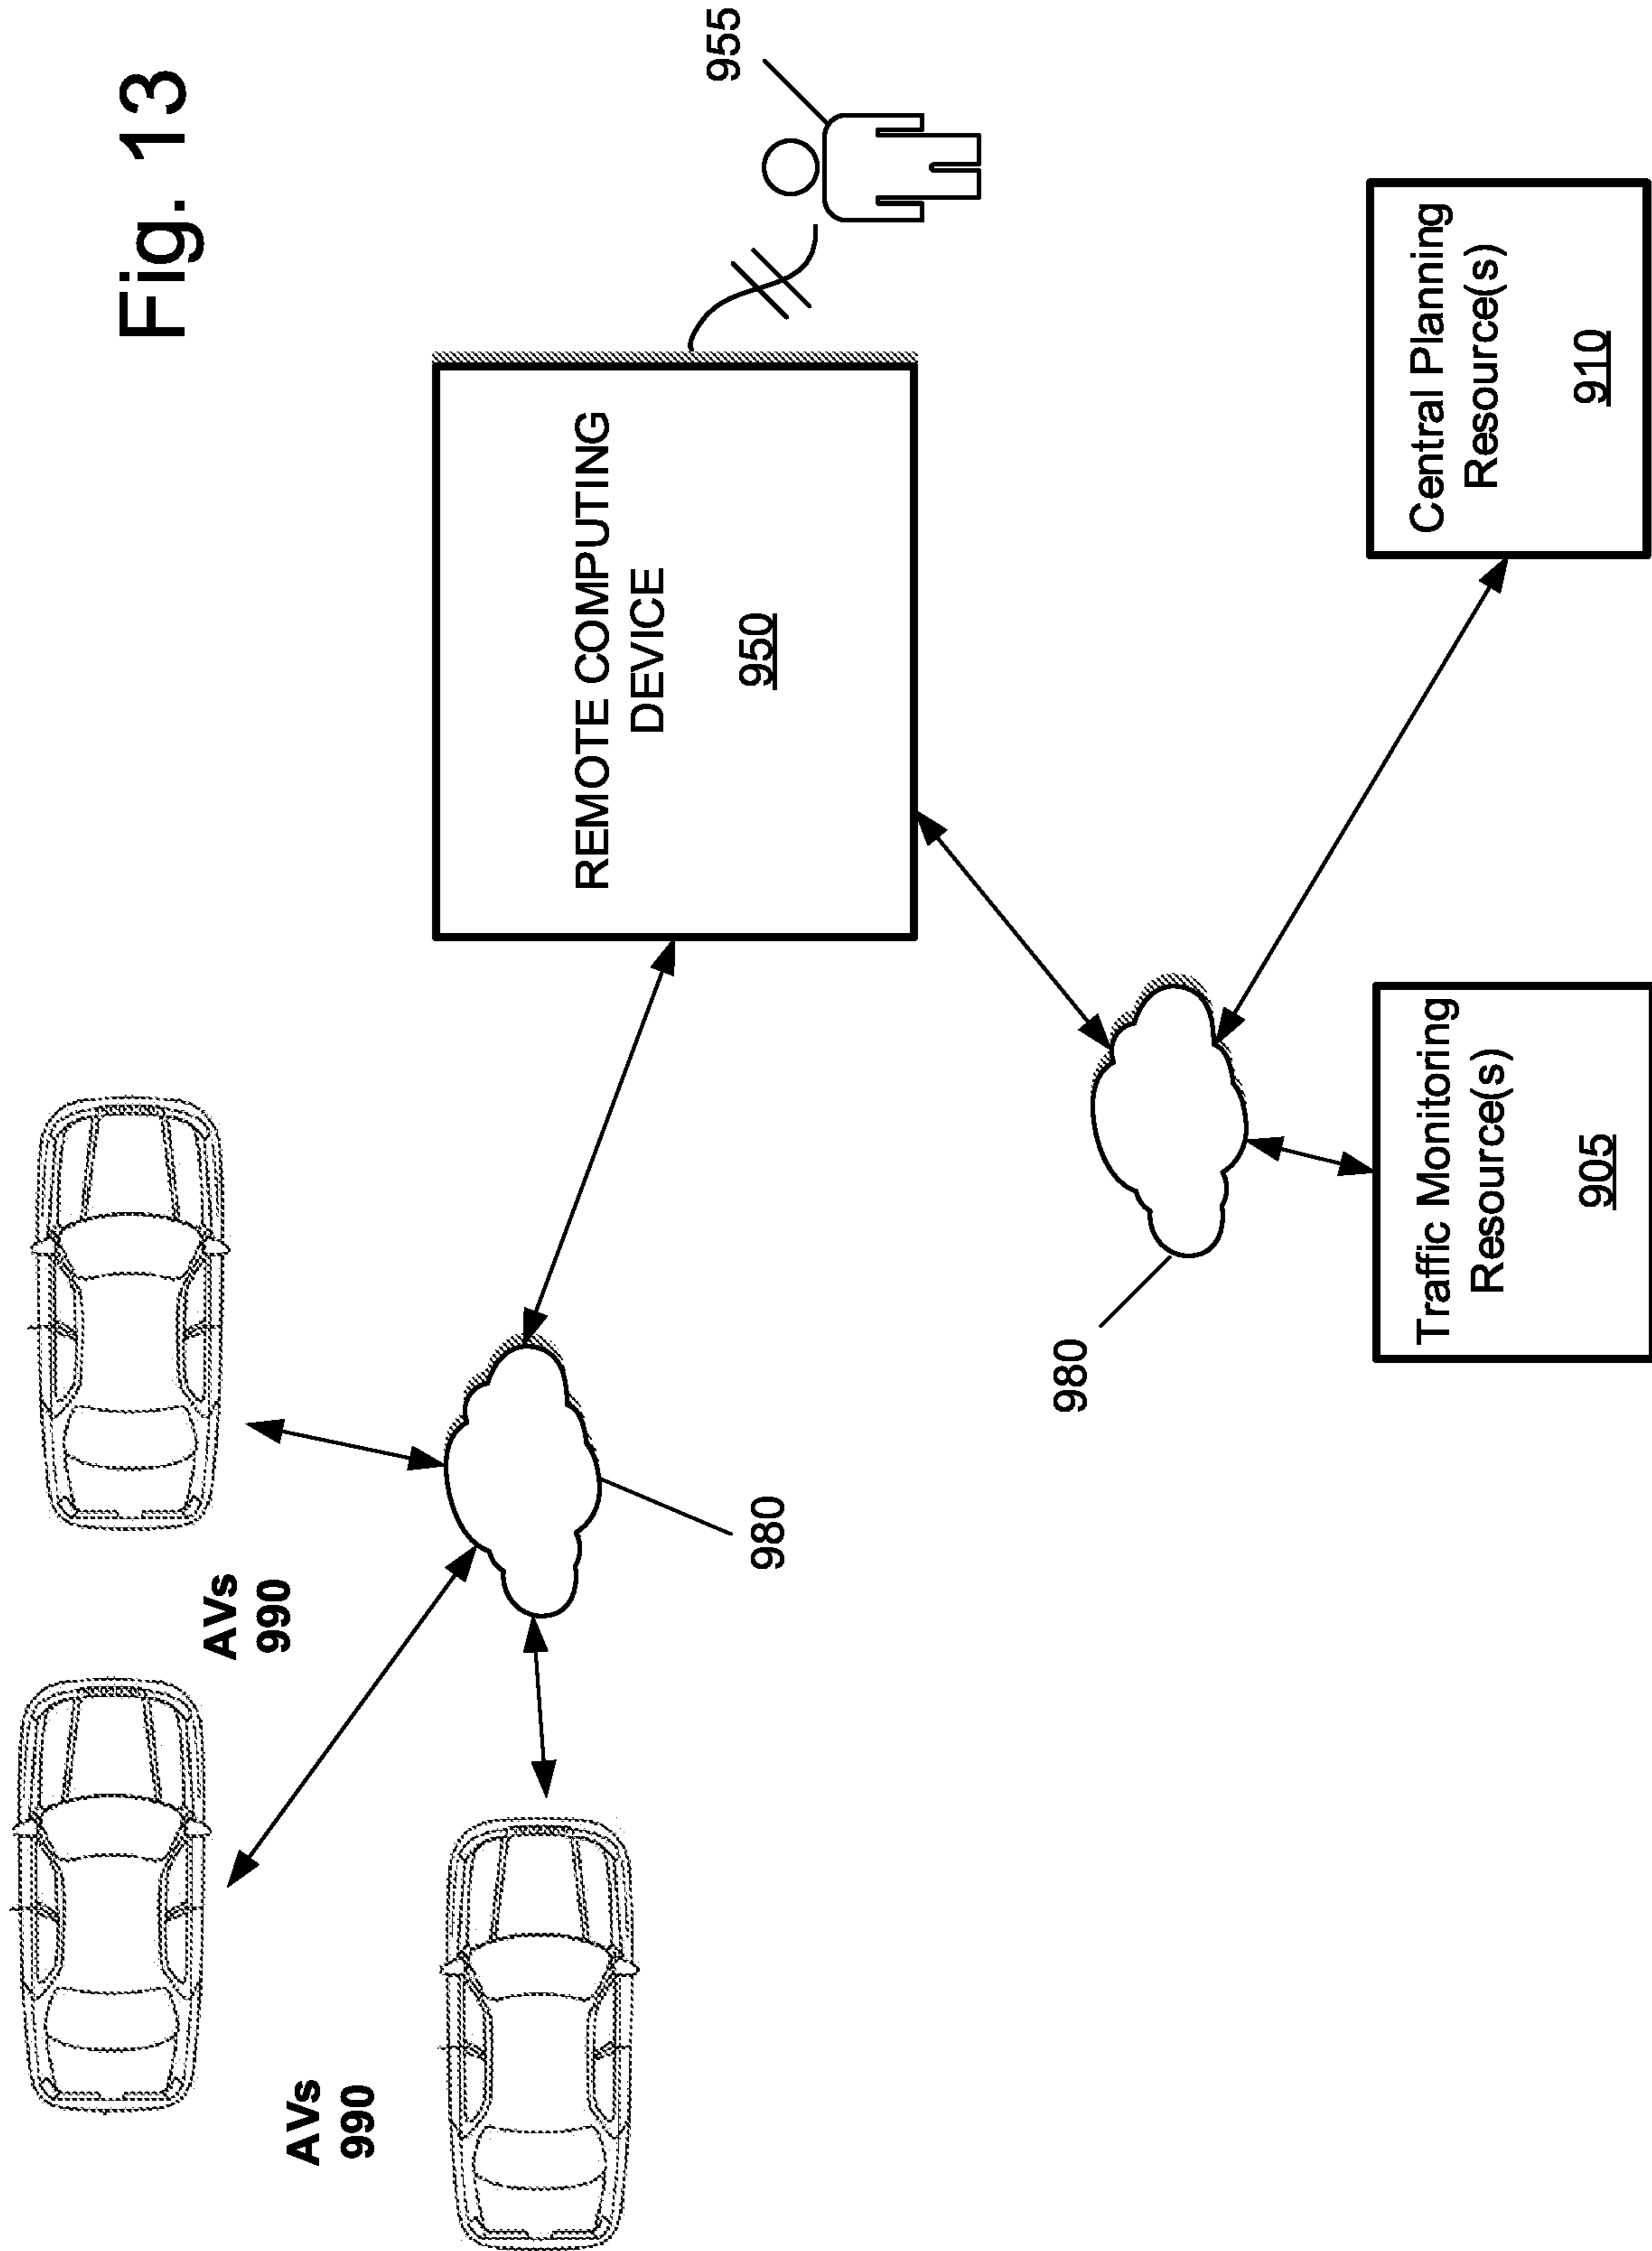 Fig. 13
AVs
990
AVs
990
REMOTE COMPUTING
DEVICE
950
955
980
980
Traffic Monitoring
Resource(s)
905
Central Planning
Resource(s)
910